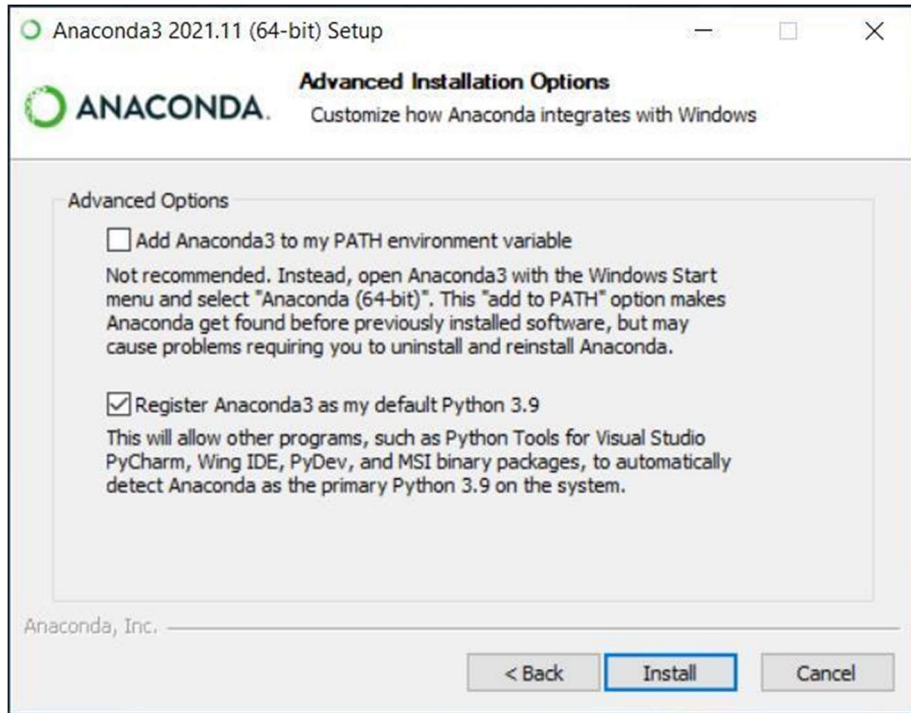 Anaconda3 2021.11 (64-bit) Setup
ANACONDA.
Advanced Installation Options
Customize how Anaconda integrates with Windows
Advanced Options
Add Anaconda3 to my PATH environment variable
Not recommended. Instead, open Anaconda3 with the Windows Start
menu and select "Anaconda (64-bit)". This "add to PATH" option makes
Anaconda get found before previously installed software, but may
cause problems requiring you to uninstall and reinstall Anaconda.
Register Anaconda3 as my default Python 3.9
This will allow other programs, such as Python Tools for Visual Studio
PyCharm, Wing IDE, PyDev, and MSI binary packages, to automatically
detect Anaconda as the primary Python 3.9 on the system.
Anaconda, Inc.
< Back
Install
Cancel